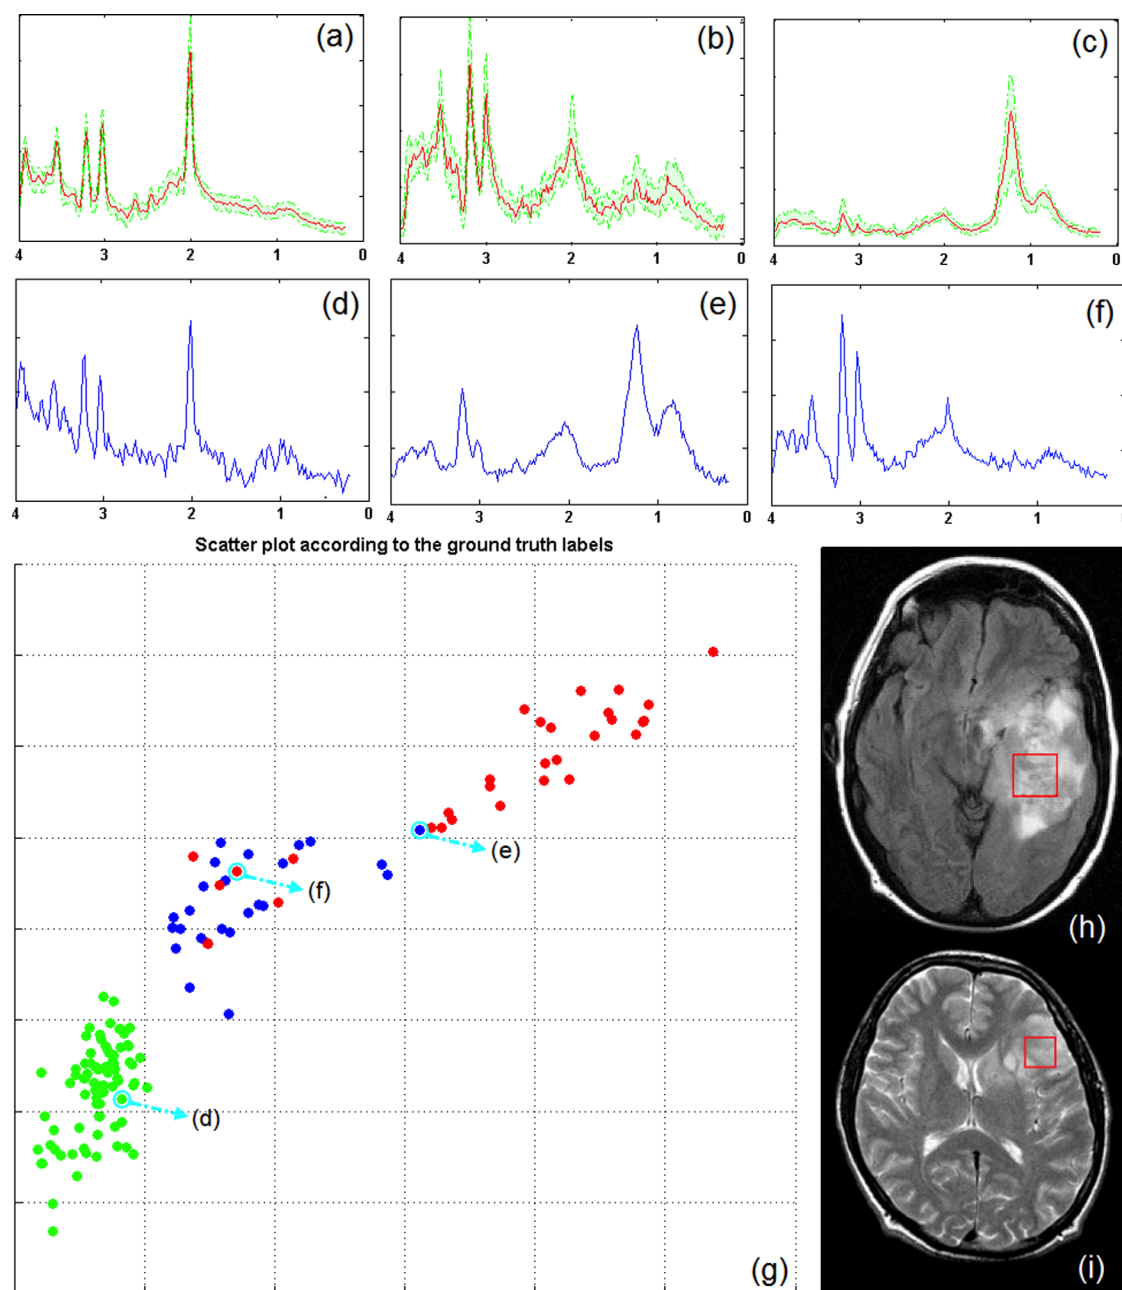 (a) (b) (c)
4 3 2 1 0 4 3 2 1 0 4 3 2 1 0
(d) (e) (f)
4 3 2 1 0 4 3 2 1 0 4 3 2 1 0
Scatter plot according to the ground truth labels
(e)
(f)
(h)
(d)
(g) (i)